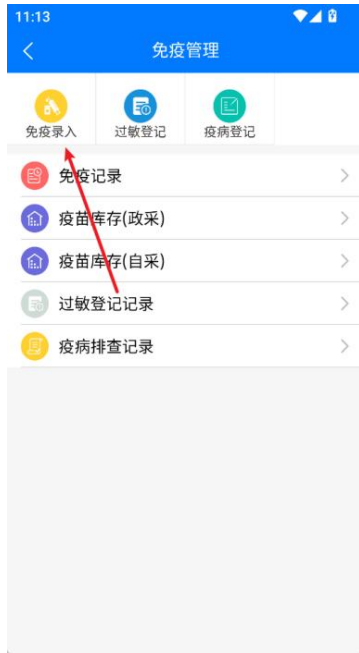 11:13
免疫管理
免疫录入 过敏登记 疫病登记
免疫记录
疫苗库存(政采)
疫苗库存(自采)
过敏登记记录
疫病排查记录